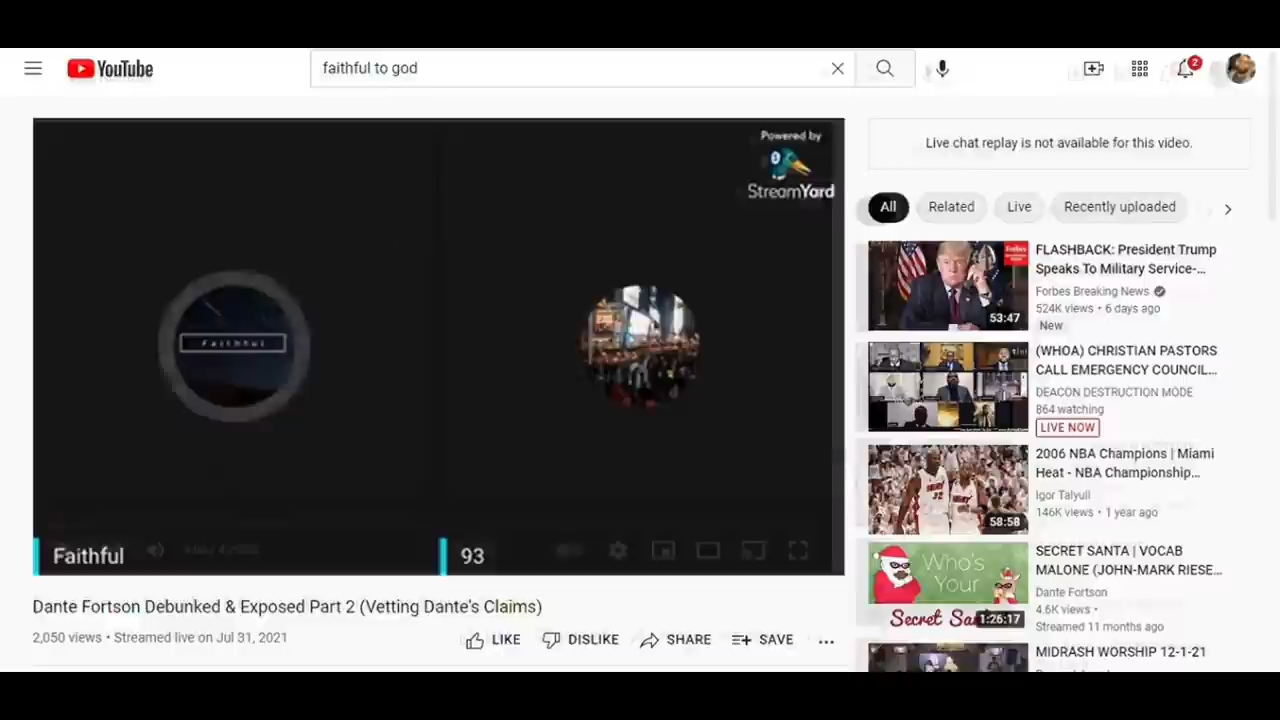 YouTube
faithful to god
2
Powered by
StreamYard
Faithful
Faithful
93
Dante Fortson Debunked & Exposed Part 2 (Vetting Dante's Claims)
2,050 views • Streamed live on Jul 31, 2021
LIKE
DISLIKE
SHARE
SAVE
Live chat replay is not available for this video.
All
Related
Live
Recently uploaded
FLASHBACK: President Trump
Speaks To Military Service-...
Forbes Breaking News
524K views • 6 days ago
New
Forbes
53:47
(WHOA) CHRISTIAN PASTORS
CALL EMERGENCY COUNCIL...
DEACON DESTRUCTION MODE
864 watching
LIVE NOW
2006 NBA Champions | Miami
Heat - NBA Championship...
Igor Talyuli
146K views • 1 year ago
58:58
SECRET SANTA | VOCAB
MALONE (JOHN-MARK RIESE...
Dante Fortson
4.6K views •
Streamed 11 months ago
Who's
Your
Secret
1:26:17
MIDRASH WORSHIP 12-1-21